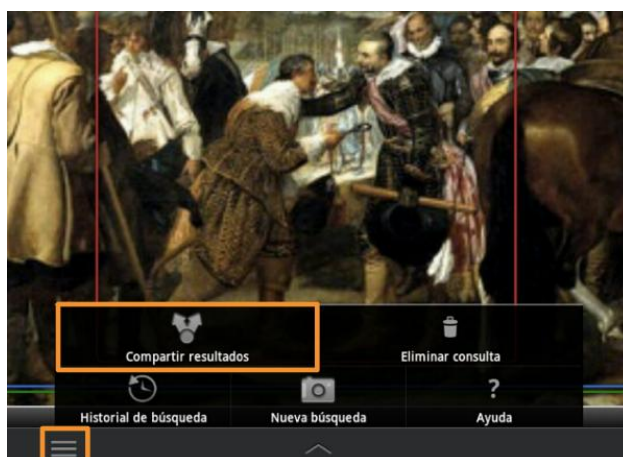 Compartir resultados
Eliminar consulta
Historial de búsqueda
Nueva búsqueda
?
Ayuda